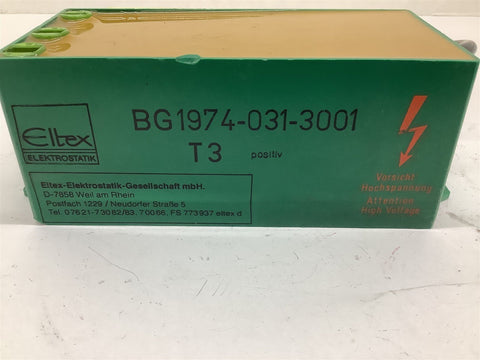 Eltex
ELEKTROSTATIK
BG1974-031-3001
T3 positiv
Eltex-Elektrostatik-Gesellschaft mbH.
D-7858 Weil am Rhein
Postfach 1229 / Neudorfer Straße 5
Tel. 07621-73082/83, 70066, FS 773937 eltex d
Vorsicht
Hochspannung
Attention
High Voltage